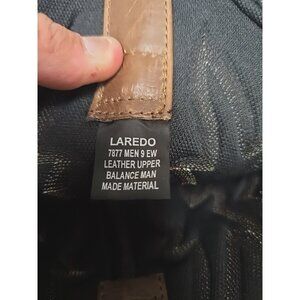 LAREDO
7877 MEN 9 EW
LEATHER UPPER
BALANCE MAN
MADE MATERIAL